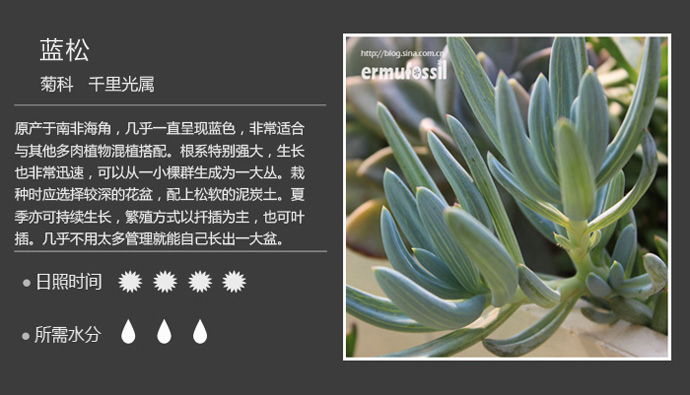 蓝松
菊科 千里光属
原产于南非海角，几乎一直呈现蓝色，非常适合
与其他多肉植物混植搭配。根系特别强大，生长
也非常迅速，可以从一小棵群生成为一大丛。栽
种时应选择较深的花盆，配上松软的泥炭土。夏
季亦可持续生长，繁殖方式以扦插为主，也可叶
插。几乎不用太多管理就能自己长出一大盆。
日照时间
所需水分
http://blog.sina.com.cn/
ermufossil